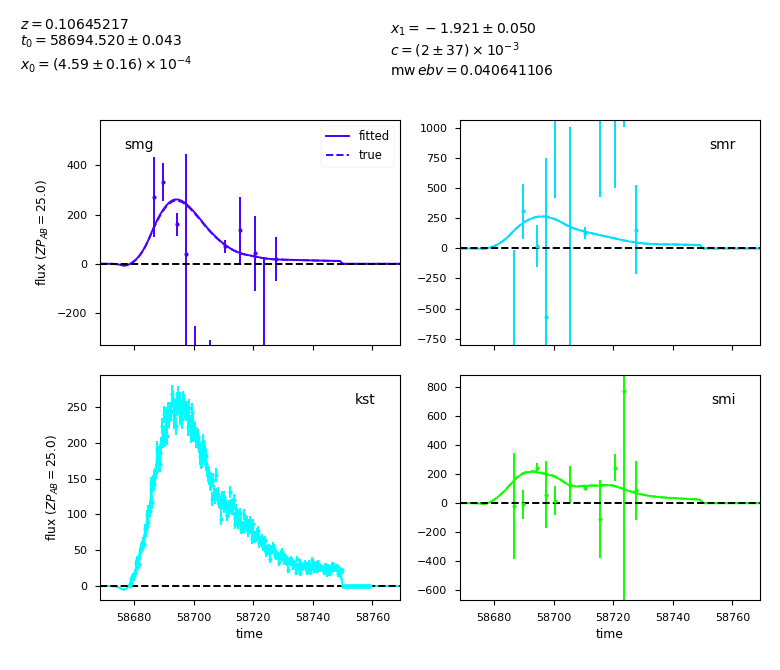 z = 0.10645217
t₀ = 58694.520 ± 0.043
x₀ = (4.59 ± 0.16) × 10⁻⁴
x₁ = −1.921 ± 0.050
c = (2 ± 37) × 10⁻³
mw ebv = 0.040641106
smg
fitted
true
400
200
0
−200
flux (ZP_AB = 25.0)
smr
1000
750
500
250
0
−250
−500
−750
kst
250
200
150
100
50
0
flux (ZP_AB = 25.0)
58680 58700 58720 58740 58760
time
smi
800
600
400
200
0
−200
−400
−600
58680 58700 58720 58740 58760
time